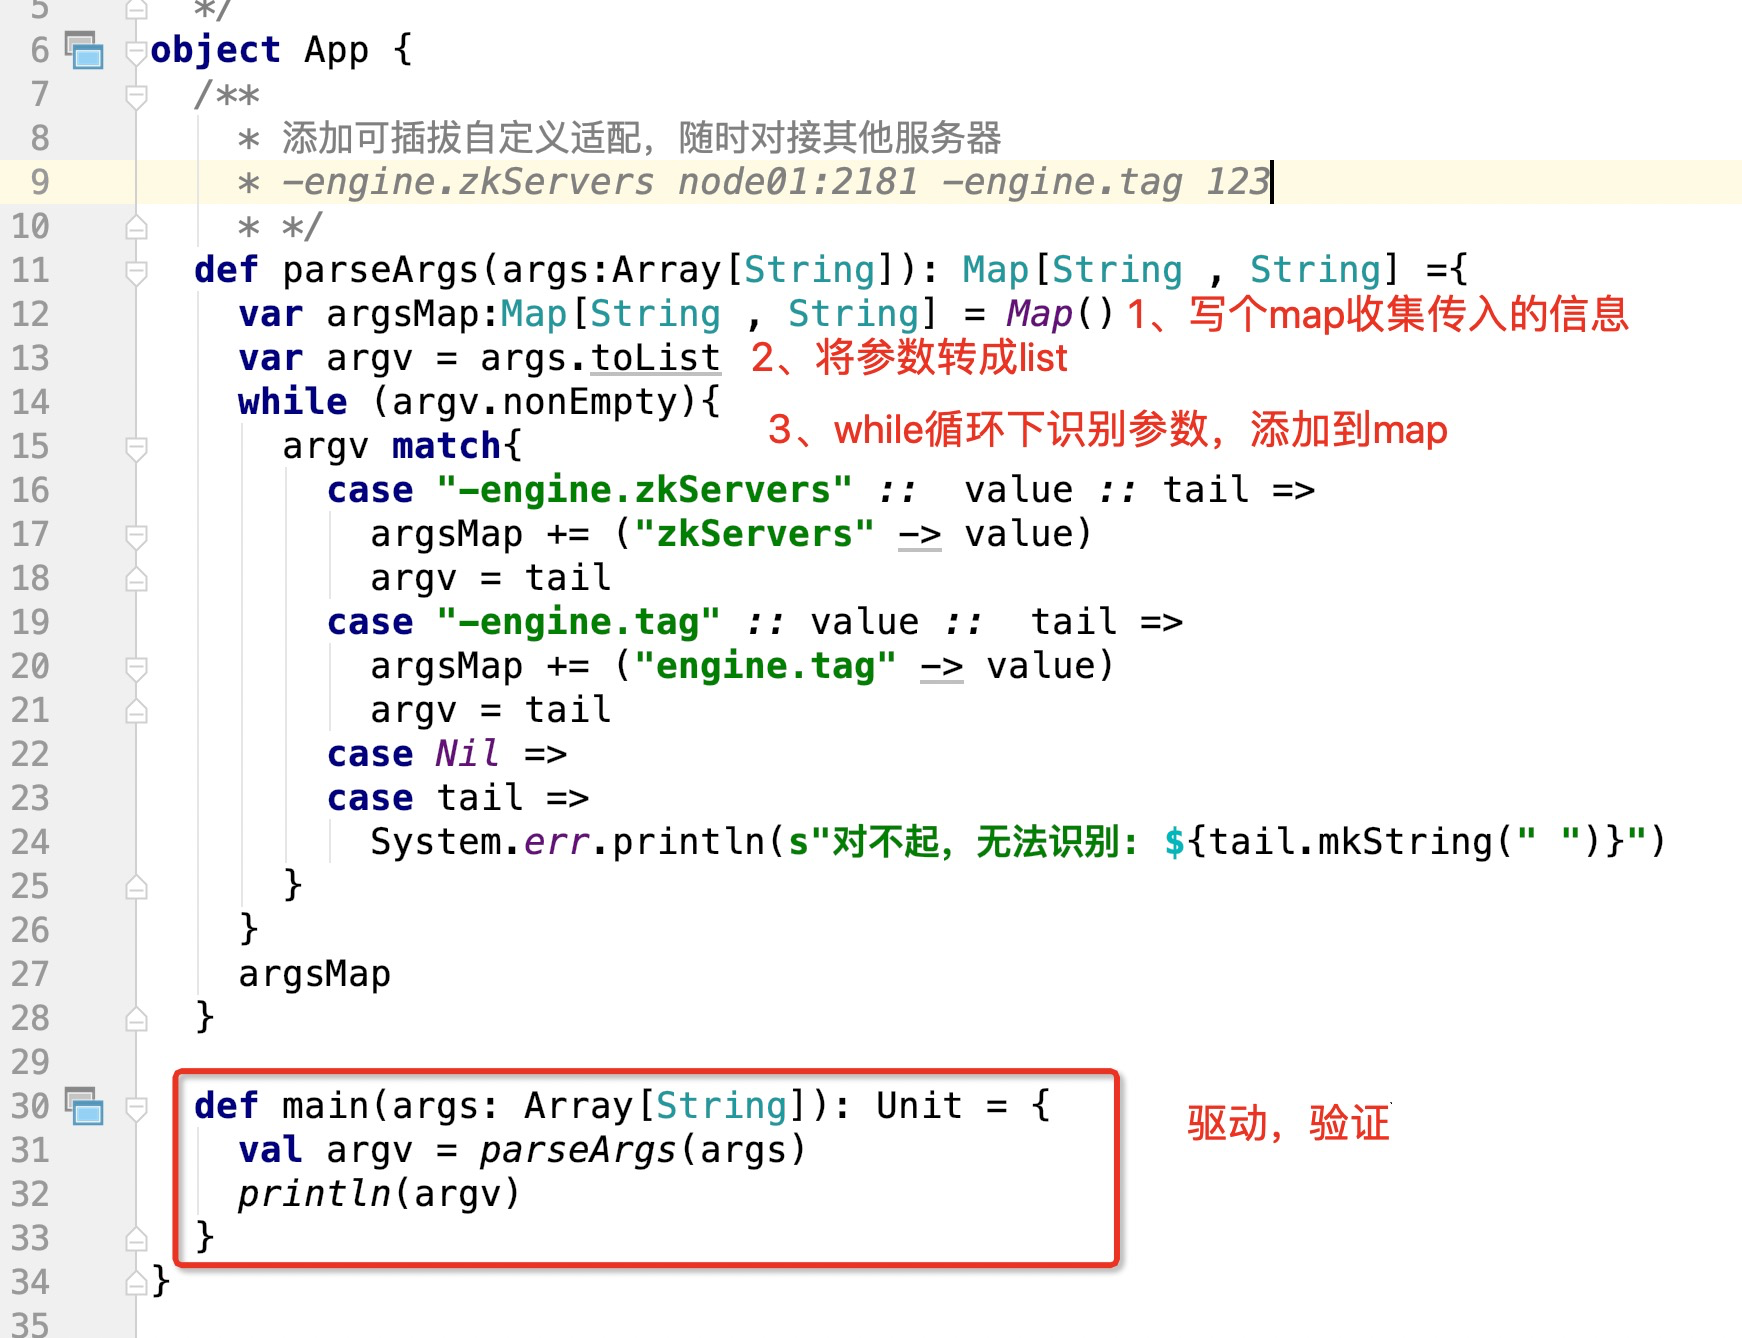 5 */
6 object App {
7 /**
8 * 添加可插拔自定义适配，随时对接其他服务器
9 * -engine.zkServers node01:2181 -engine.tag 123
10 * */
11 def parseArgs(args:Array[String]): Map[String , String] ={
12 var argsMap:Map[String , String] = Map() 1、写个map收集传入的信息
13 var argv = args.toList 2、将参数转成list
14 while (argv.nonEmpty){
3、while循环下识别参数，添加到map
15 argv match{
16 case "-engine.zkServers" :: value :: tail =>
17 argsMap += ("zkServers" -> value)
18 argv = tail
19 case "-engine.tag" :: value :: tail =>
20 argsMap += ("engine.tag" -> value)
21 argv = tail
22 case Nil =>
23 case tail =>
24 System.err.println(s"对不起，无法识别: ${tail.mkString(" ")}")
25 }
26 }
27 argsMap
28 }
29
30 def main(args: Array[String]): Unit = {
驱动，验证
31 val argv = parseArgs(args)
32 println(argv)
33 }
34 }
35